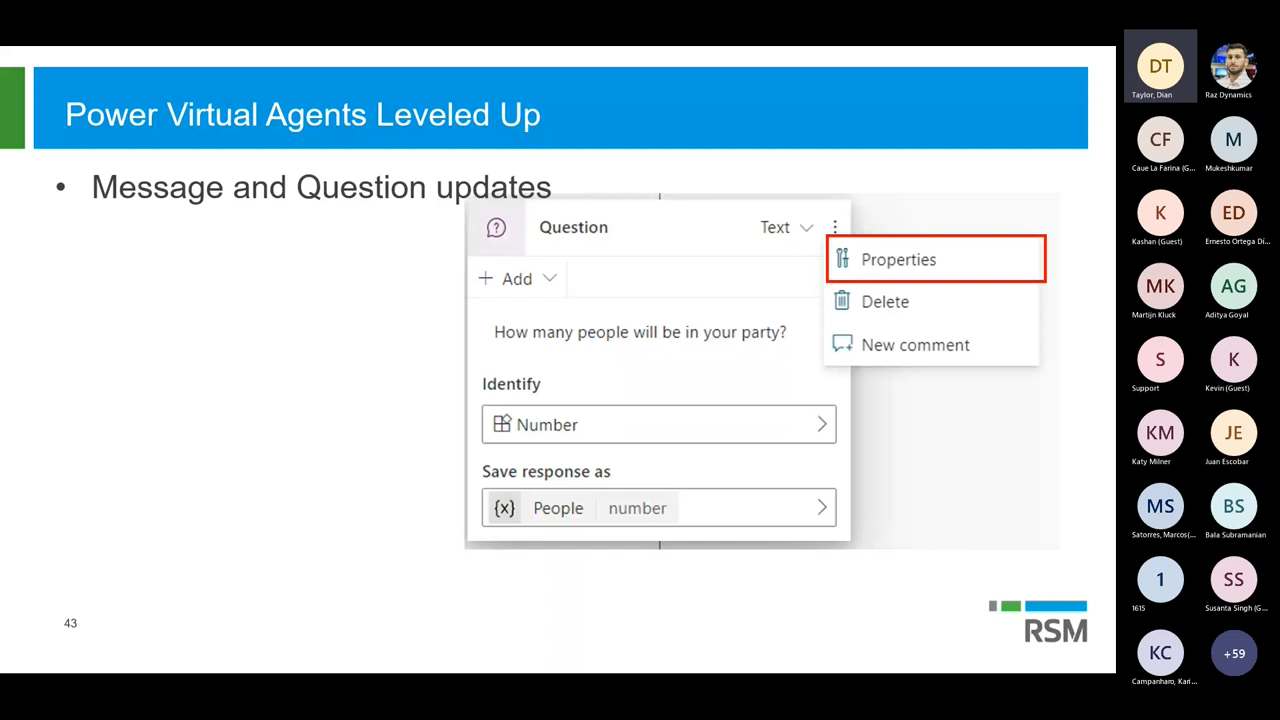 Power Virtual Agents Leveled Up
• Message and Question updates
Question
Text
Properties
Add
Delete
How many people will be in your party?
New comment
Identify
Number
Save response as
{x} People number
43
RSM
DT
Taylor, Dian
Raz Dynamics
CF
Caue La Farina (G...
M
Mukeshkumar
K
Kashan (Guest)
ED
Ernesto Ortega Di...
MK
Martijn Kluck
AG
Aditya Goyal
S
Support
K
Kevin (Guest)
KM
Katy Milner
JE
Juan Escobar
MS
Satorres, Marcos(...
BS
Bala Subramanian
1
1615
SS
Susanta Singh (G...
KC
Campanharo, Kari...
+59